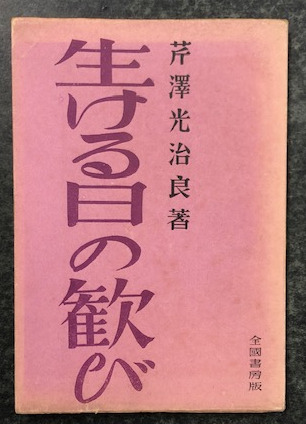 芹澤光治良著
生ける日の歓び
全國書房版